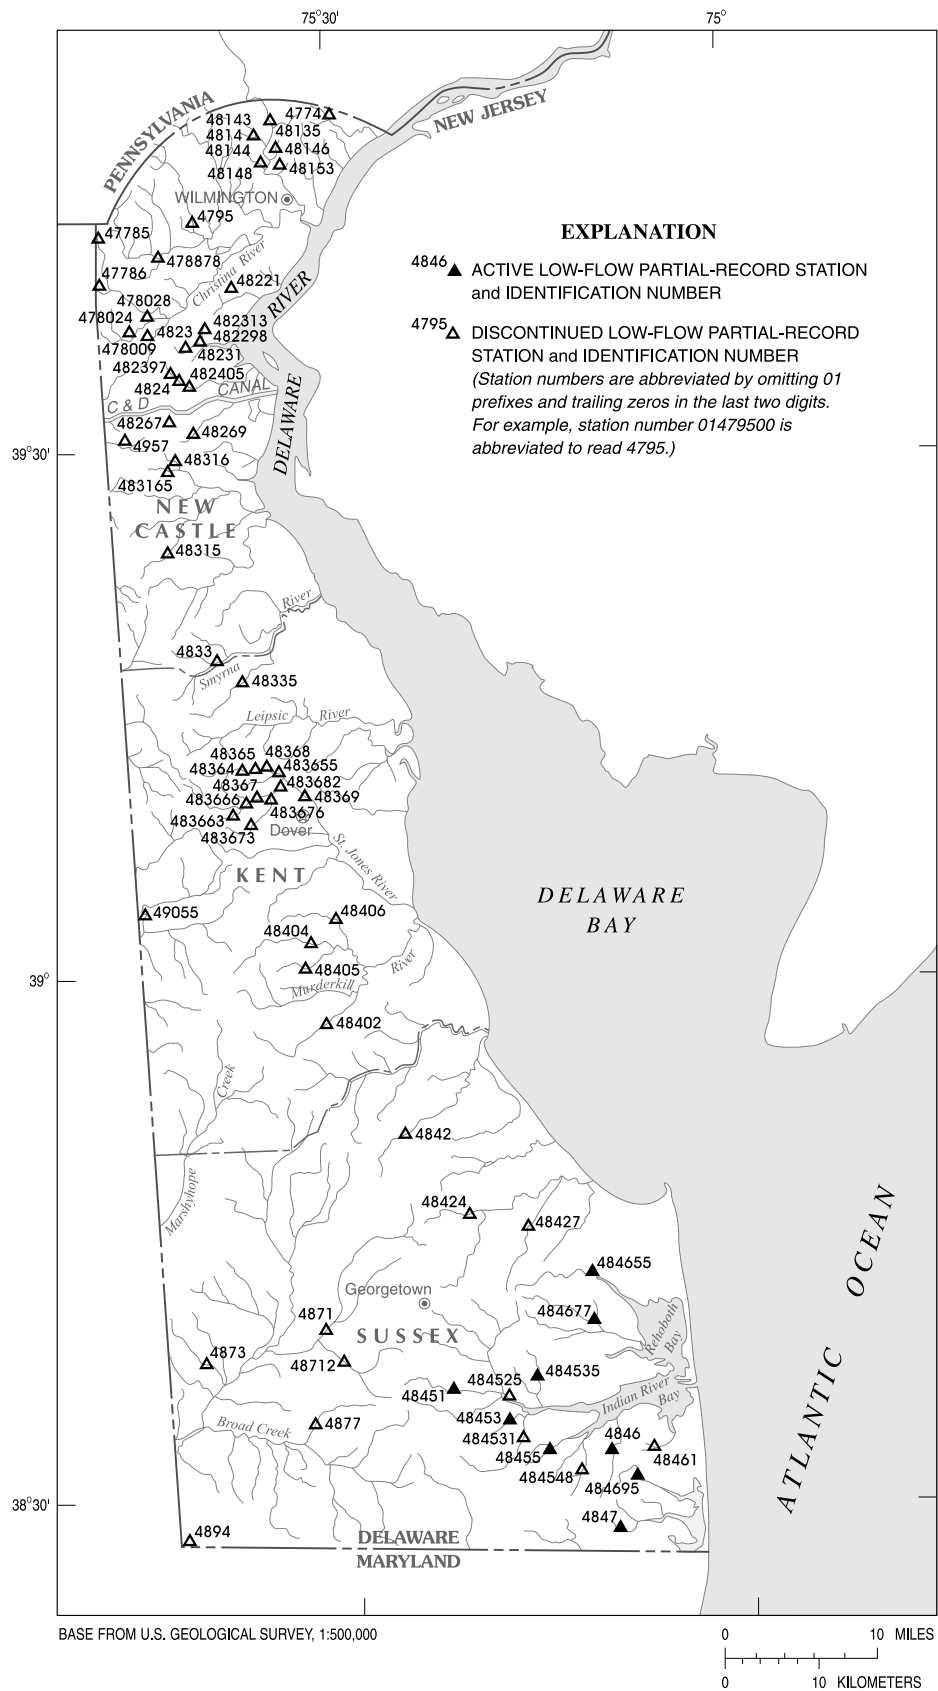 75°30'
75°
PENNSYLVANIA
NEW JERSEY
4774
48143
4814
48135
48144
48146
48148
48153
WILMINGTON
4795
47785
478878
47786
Christina River
48221
478028
478024
4823
482313
482298
478009
48231
482397
482405
4824
C & D
CANAL
DELAWARE
RIVER
48267
48269
4957
39°30'
48316
483165
NEW
CASTLE
48315
River
4833
Smyrna
48335
Leipsic
River
48365
48368
48364
483655
48367
483682
483666
48369
483663
483676
483673
Dover
St. Jones River
KENT
49055
48406
48404
48405
River
Murderkill
39°
48402
Creek
4842
Marshyhope
48424
48427
484655
Georgetown
484677
Rehoboth
Bay
4871
SUSSEX
4873
48712
484535
484525
48451
Indian River
Bay
48453
4877
Broad Creek
484531
4846
48455
48461
484548
484695
38°30'
4847
4894
DELAWARE
MARYLAND
DELAWARE
BAY
ATLANTIC OCEAN
EXPLANATION
4846 ACTIVE LOW-FLOW PARTIAL-RECORD STATION
and IDENTIFICATION NUMBER
4795 DISCONTINUED LOW-FLOW PARTIAL-RECORD
STATION and IDENTIFICATION NUMBER
(Station numbers are abbreviated by omitting 01
prefixes and trailing zeros in the last two digits.
For example, station number 01479500 is
abbreviated to read 4795.)
BASE FROM U.S. GEOLOGICAL SURVEY, 1:500,000
0 10 MILES
0 10 KILOMETERS